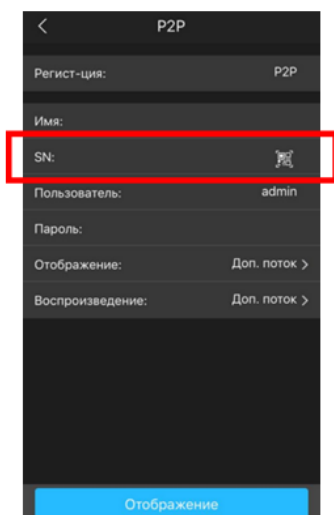 P2P
Регист-ция: P2P
Имя:
SN:
Пользователь: admin
Пароль:
Отображение: Доп. поток
Воспроизведение: Доп. поток
Отображение